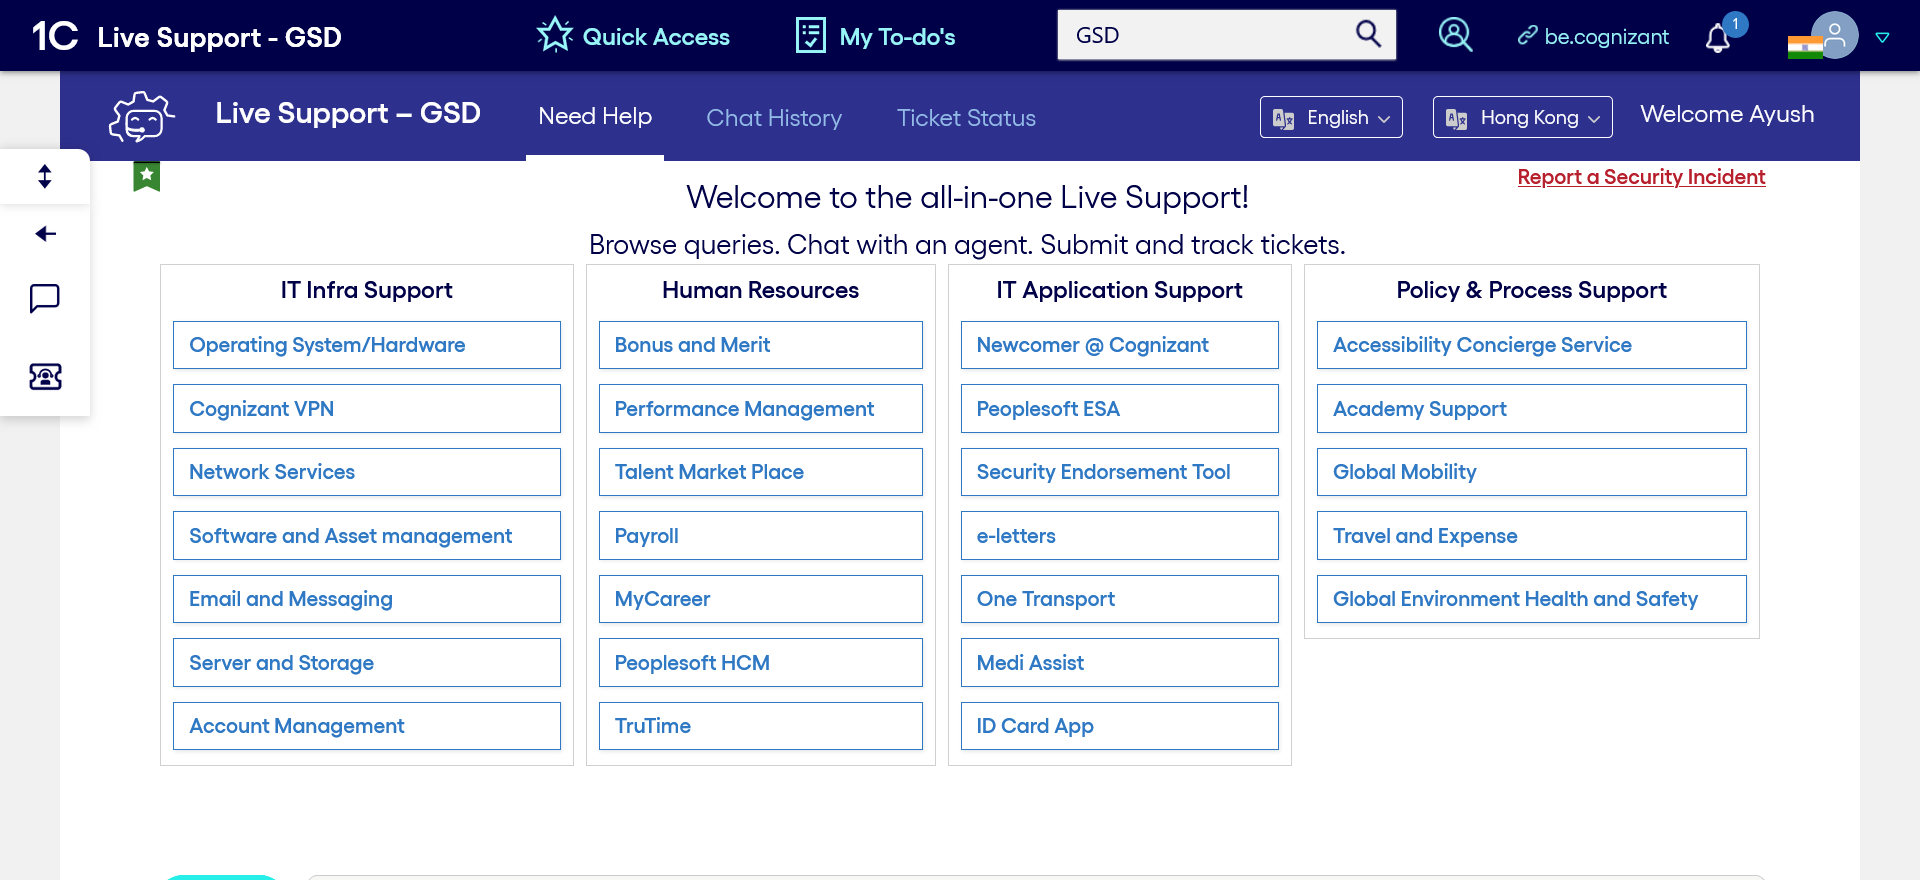 1C Live Support - GSD
Quick Access
My To-do's
GSD
be.cognizant
1
Live Support – GSD
Need Help
Chat History
Ticket Status
English
Hong Kong
Welcome Ayush
Report a Security Incident
Welcome to the all-in-one Live Support!
Browse queries. Chat with an agent. Submit and track tickets.
IT Infra Support
Operating System/Hardware
Cognizant VPN
Network Services
Software and Asset management
Email and Messaging
Server and Storage
Account Management
Human Resources
Bonus and Merit
Performance Management
Talent Market Place
Payroll
MyCareer
Peoplesoft HCM
TruTime
IT Application Support
Newcomer @ Cognizant
Peoplesoft ESA
Security Endorsement Tool
e-letters
One Transport
Medi Assist
ID Card App
Policy & Process Support
Accessibility Concierge Service
Academy Support
Global Mobility
Travel and Expense
Global Environment Health and Safety